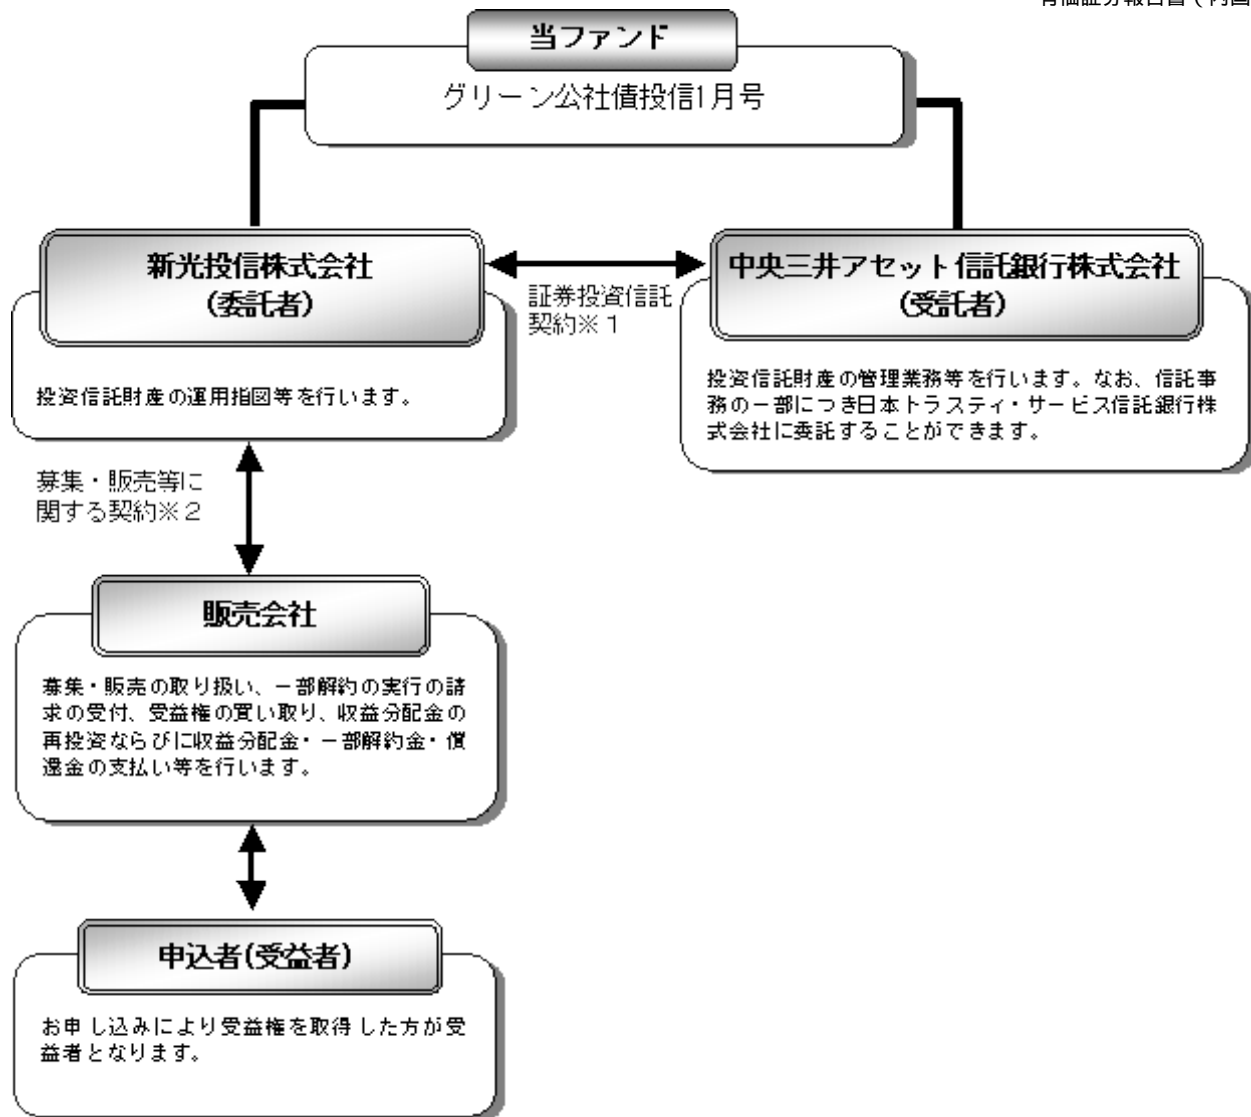 有価証券報告書（内国
当ファンド
グリーン公社債投信1月号
新光投信株式会社
(委託者)
投資信託財産の運用指図等を行います。
証券投資信託
契約※１
中央三井アセット信託銀行株式会社
(受託者)
投資信託財産の管理業務等を行います。なお、信託事
務の一部につき日本トラスティ・サービス信託銀行株
式会社に委託することができます。
募集・販売等に
関する契約※２
販売会社
募集・販売の取り扱い、一部解約の実行の請
求の受付、受益権の買い取り、収益分配金の
再投資ならびに収益分配金・一部解約金・償
還金の支払い等を行います。
申込者(受益者)
お申し込みにより受益権を取得した方が受
益者となります。